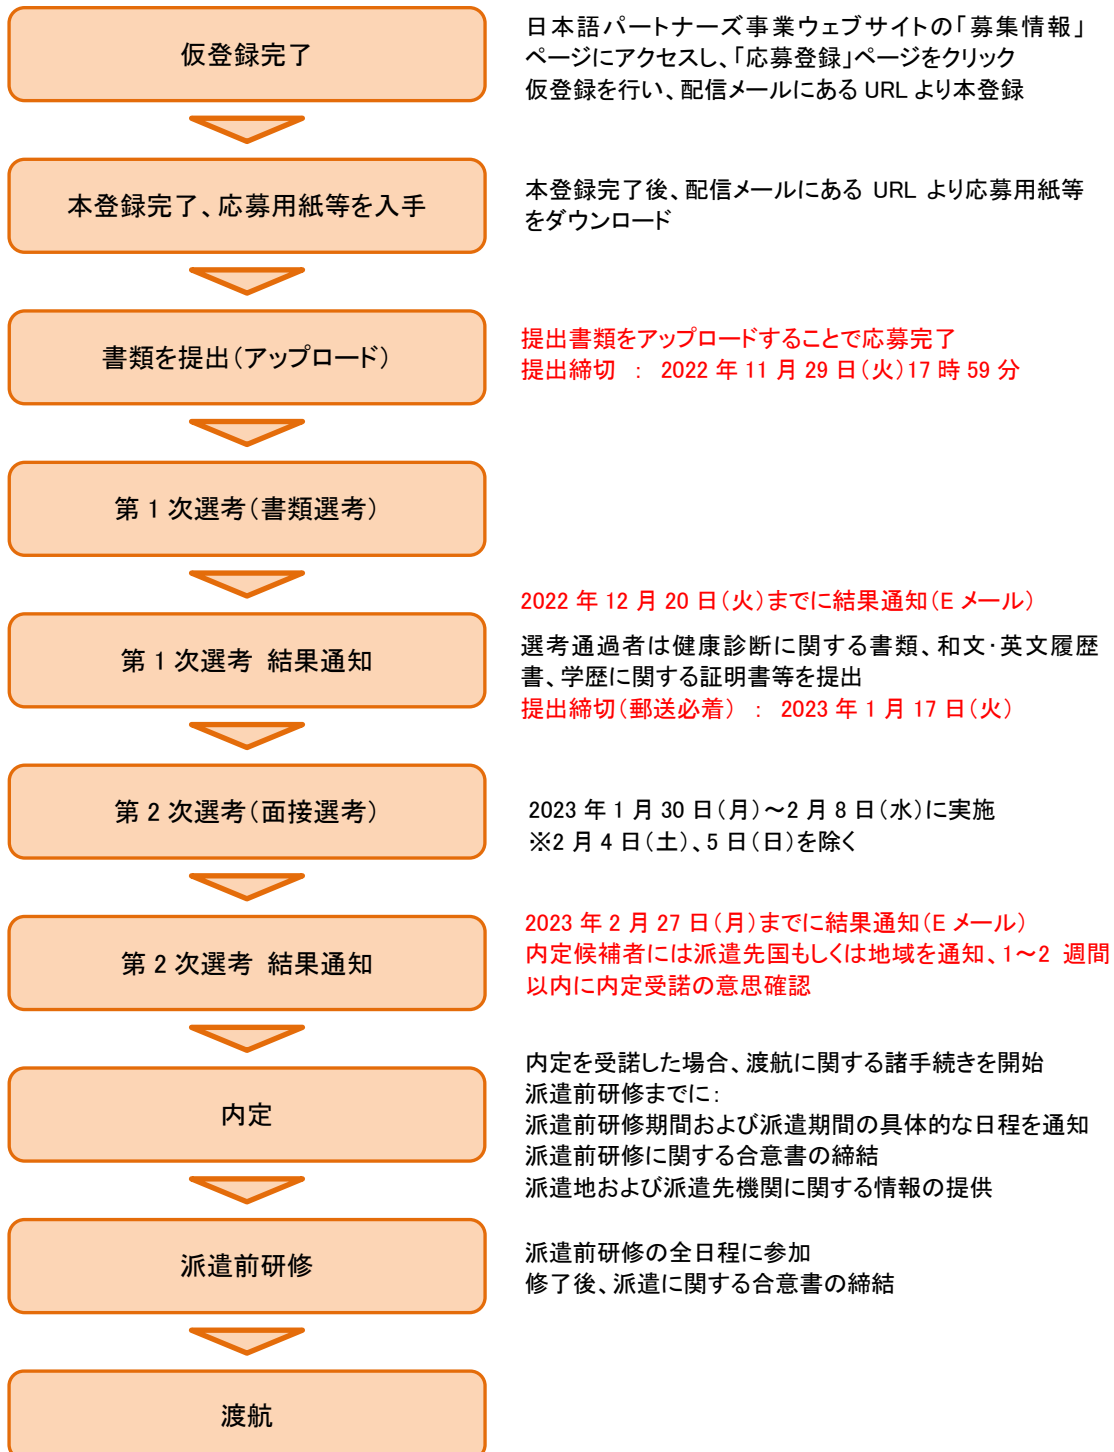 仮登録完了
日本語パートナーズ事業ウェブサイトの「募集情報」
ページにアクセスし、「応募登録」ページをクリック
仮登録を行い、配信メールにある URL より本登録
本登録完了、応募用紙等を入手
本登録完了後、配信メールにある URL より応募用紙等
をダウンロード
書類を提出(アップロード)
提出書類をアップロードすることで応募完了
提出締切 : 2022 年 11 月 29 日(火)17 時 59 分
第 1 次選考(書類選考)
第 1 次選考 結果通知
2022 年 12 月 20 日(火)までに結果通知(E メール)
選考通過者は健康診断に関する書類、和文・英文履歴
書、学歴に関する証明書等を提出
提出締切(郵送必着) : 2023 年 1 月 17 日(火)
第 2 次選考(面接選考)
2023 年 1 月 30 日(月)~2 月 8 日(水)に実施
※2 月 4 日(土)、5 日(日)を除く
第 2 次選考 結果通知
2023 年 2 月 27 日(月)までに結果通知(E メール)
内定候補者には派遣先国もしくは地域を通知、1~2 週間
以内に内定受諾の意思確認
内定
内定を受諾した場合、渡航に関する諸手続きを開始
派遣前研修までに:
派遣前研修期間および派遣期間の具体的な日程を通知
派遣前研修に関する合意書の締結
派遣地および派遣先機関に関する情報の提供
派遣前研修
派遣前研修の全日程に参加
修了後、派遣に関する合意書の締結
渡航